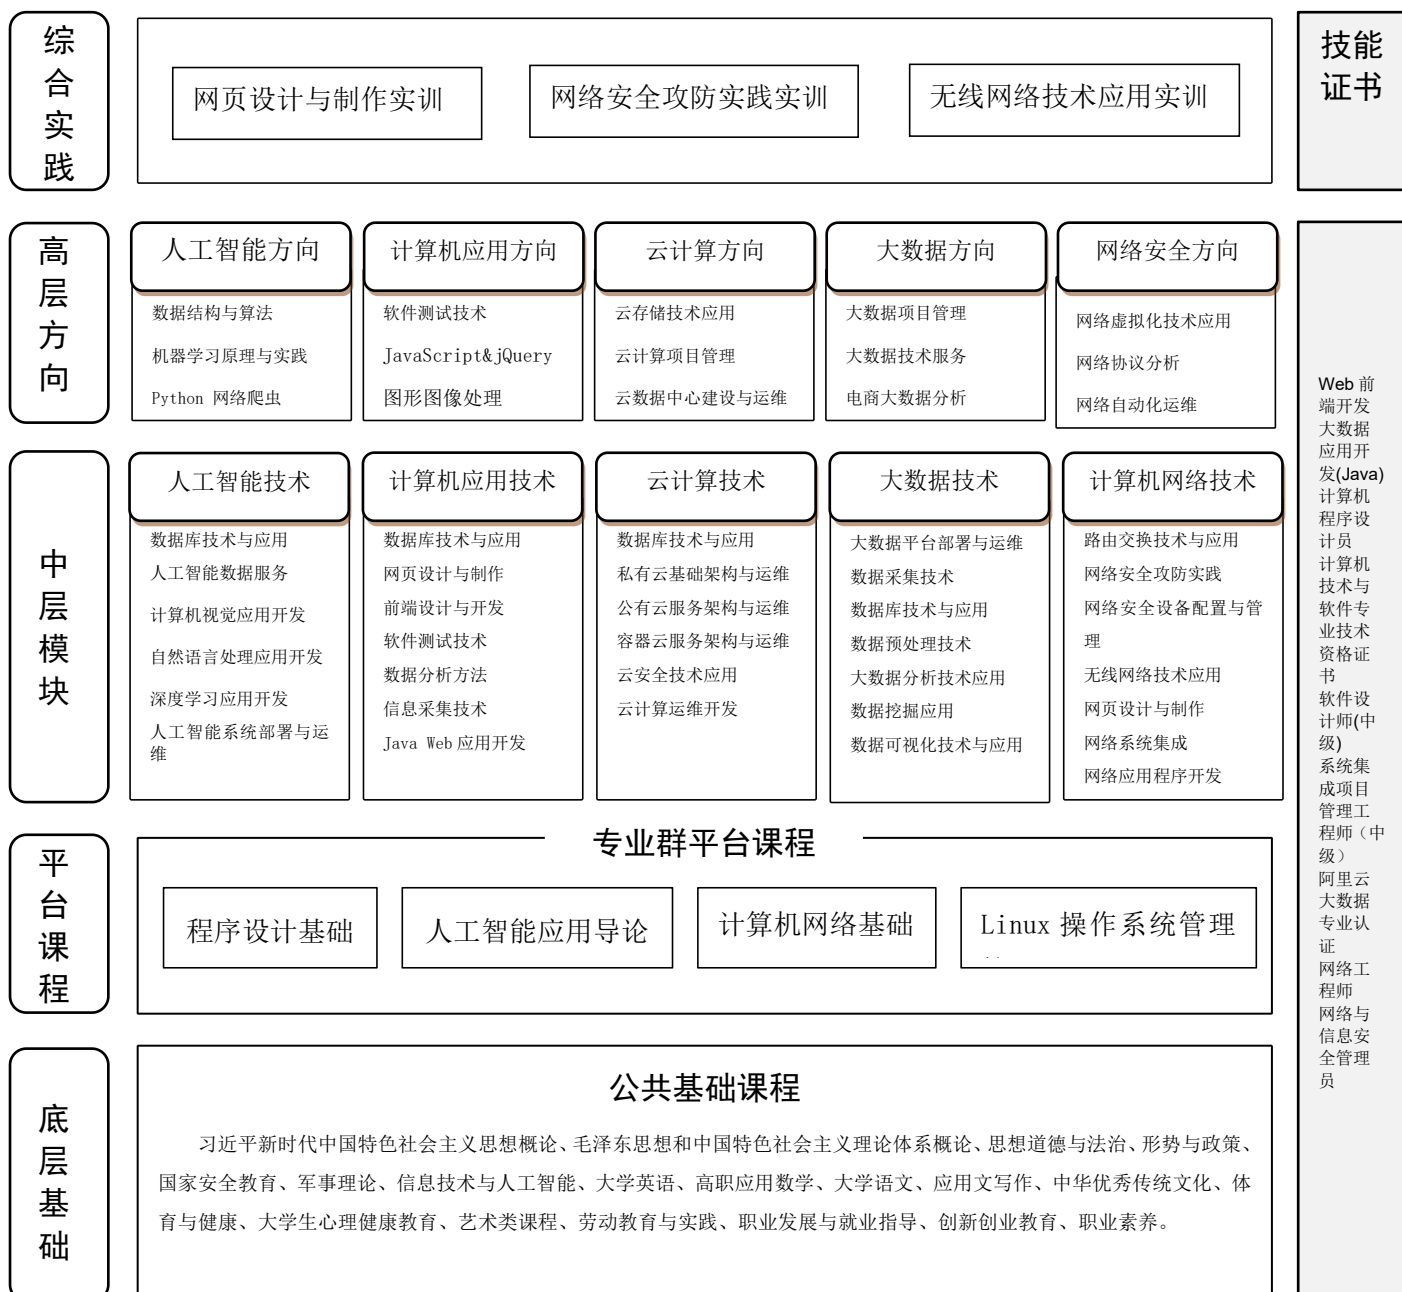 综
合
实
践
网页设计与制作实训
网络安全攻防实践实训
无线网络技术应用实训
技能
证书
高
层
方
向
人工智能方向
数据结构与算法
机器学习原理与实践
Python 网络爬虫
计算机应用方向
软件测试技术
JavaScript&jQuery
图形图像处理
云计算方向
云存储技术应用
云计算项目管理
云数据中心建设与运维
大数据方向
大数据项目管理
大数据技术服务
电商大数据分析
网络安全方向
网络虚拟化技术应用
网络协议分析
网络自动化运维
中
层
模
块
人工智能技术
数据库技术与应用
人工智能数据服务
计算机视觉应用开发
自然语言处理应用开发
深度学习应用开发
人工智能系统部署与运
维
计算机应用技术
数据库技术与应用
网页设计与制作
前端设计与开发
软件测试技术
数据分析方法
信息采集技术
Java Web 应用开发
云计算技术
数据库技术与应用
私有云基础架构与运维
公有云服务架构与运维
容器云服务架构与运维
云安全技术应用
云计算运维开发
大数据技术
大数据平台部署与运维
数据采集技术
数据库技术与应用
数据预处理技术
大数据分析技术应用
数据挖掘应用
数据可视化技术与应用
计算机网络技术
路由交换技术与应用
网络安全攻防实践
网络安全设备配置与管
理
无线网络技术应用
网页设计与制作
网络系统集成
网络应用程序开发
平
台
课
程
专业群平台课程
程序设计基础
人工智能应用导论
计算机网络基础
Linux 操作系统管理
底
层
基
础
公共基础课程
习近平新时代中国特色社会主义思想概论、毛泽东思想和中国特色社会主义理论体系概论、思想道德与法治、形势与政策、
国家安全教育、军事理论、信息技术与人工智能、大学英语、高职应用数学、大学语文、应用文写作、中华优秀传统文化、体
育与健康、大学生心理健康教育、艺术类课程、劳动教育与实践、职业发展与就业指导、创新创业教育、职业素养。
Web 前
端开发
大数据
应用开
发(Java)
计算机
程序设
计员
计算机
技术与
软件专
业技术
资格证
书
软件设
计师(中
级)
系统集
成项目
管理工
程师（中
级）
阿里云
大数据
专业认
证
网络工
程师
网络与
信息安
全管理
员